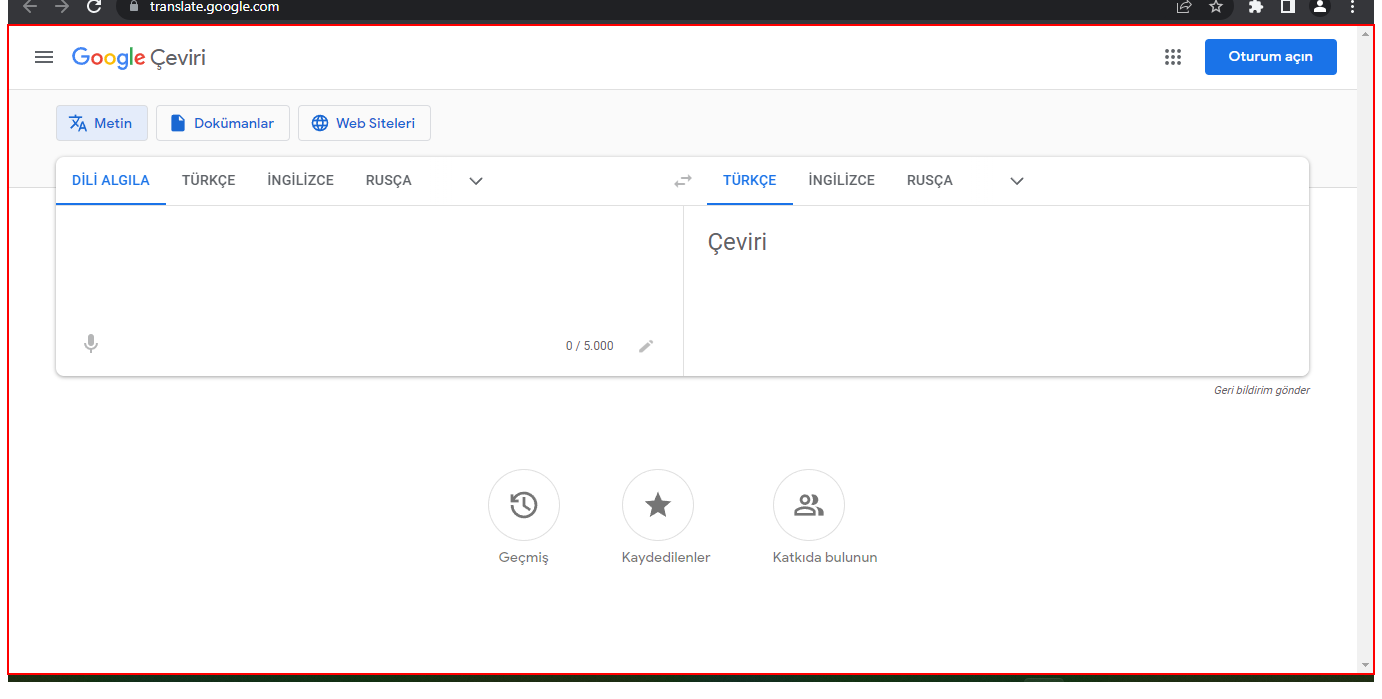 translate.google.com
Google Çeviri
Oturum açın
Metin
Dokümanlar
Web Siteleri
DİLİ ALGILA
TÜRKÇE
İNGİLİZCE
RUSÇA
TÜRKÇE
İNGİLİZCE
RUSÇA
Çeviri
0 / 5.000
Geri bildirim gönder
Geçmiş
Kaydedilenler
Katkıda bulunun